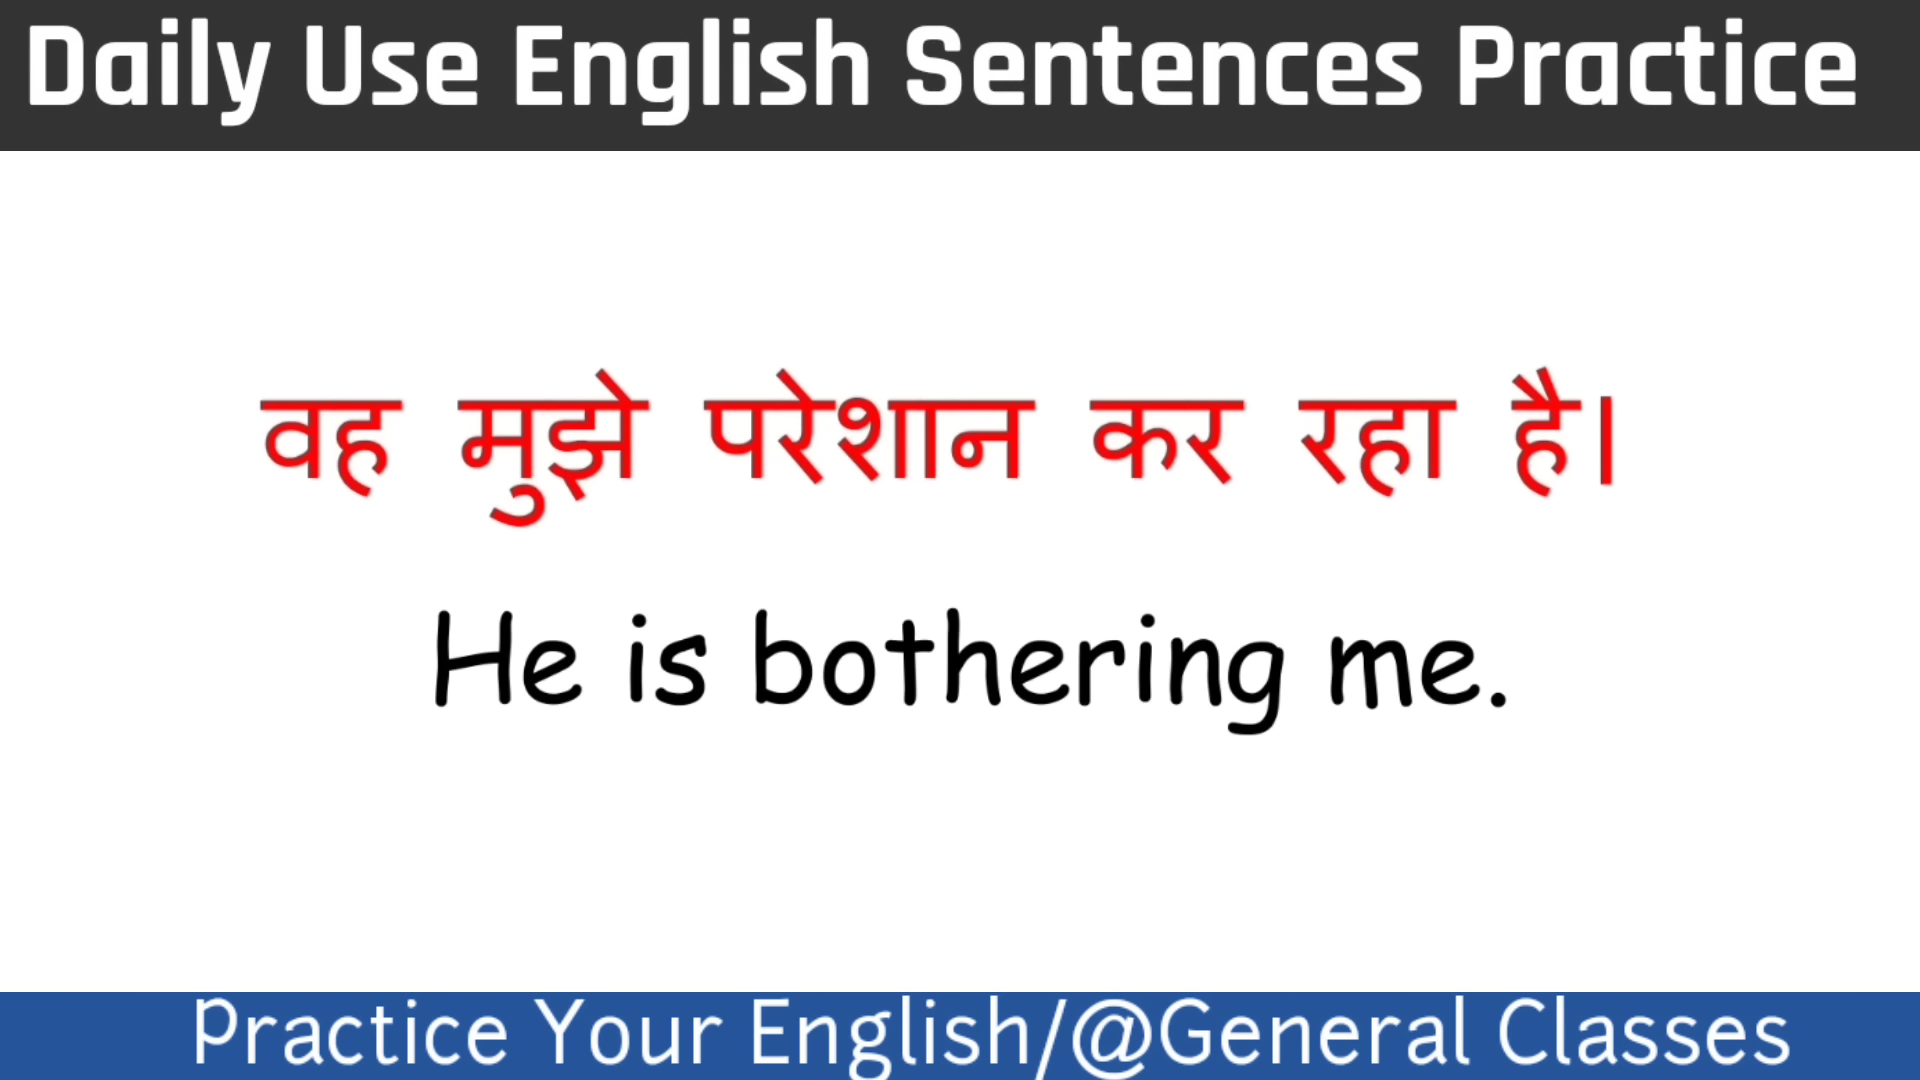 Daily Use English Sentences Practice
वह मुझे परेशान कर रहा है।
He is bothering me.
Practice Your English/@General Classes